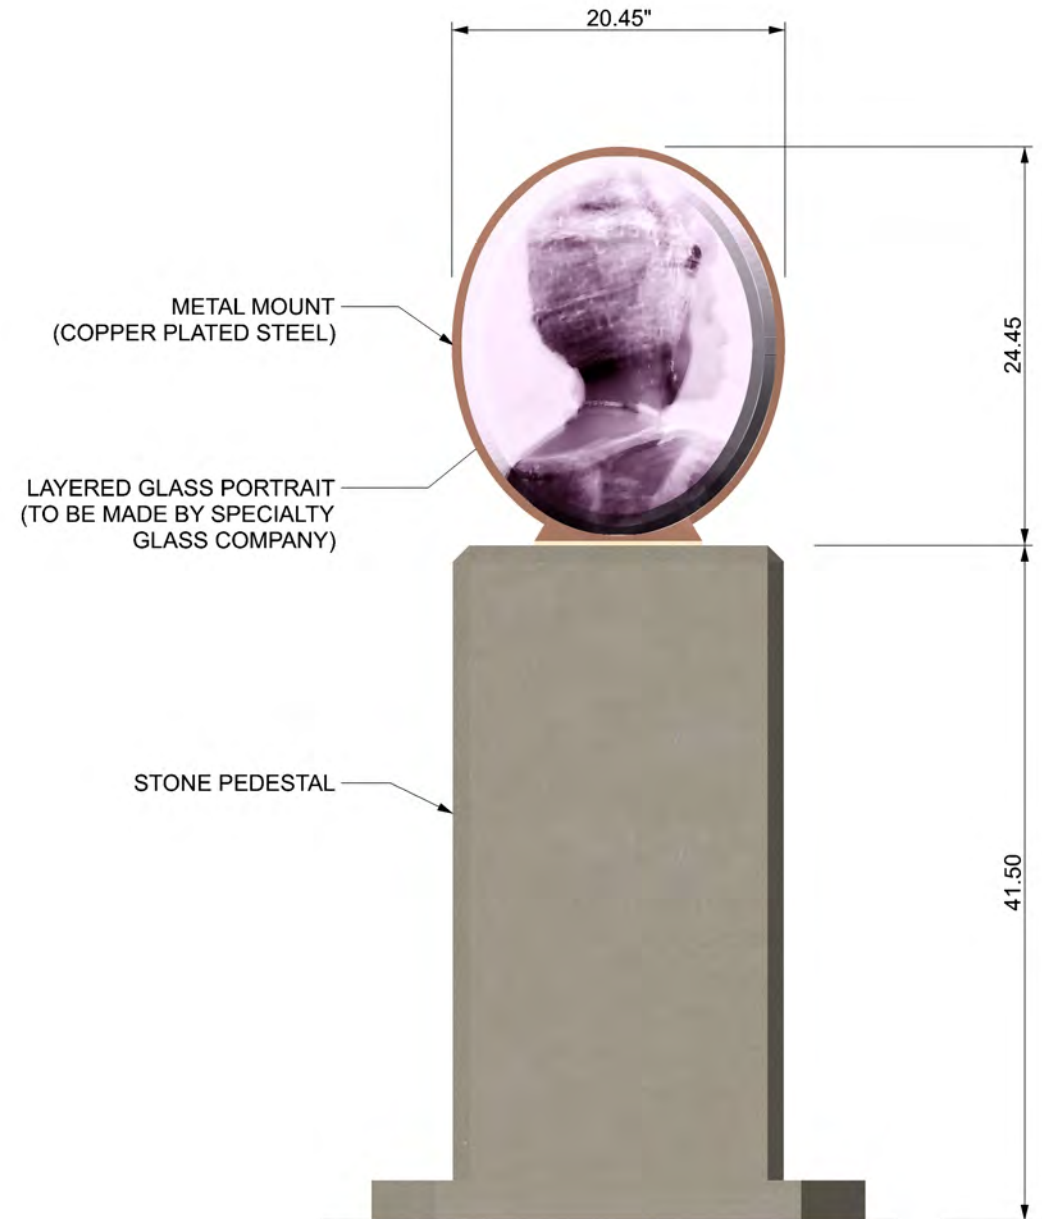 20.45"
METAL MOUNT
(COPPER PLATED STEEL)
24.45
LAYERED GLASS PORTRAIT
(TO BE MADE BY SPECIALTY
GLASS COMPANY)
STONE PEDESTAL
41.50